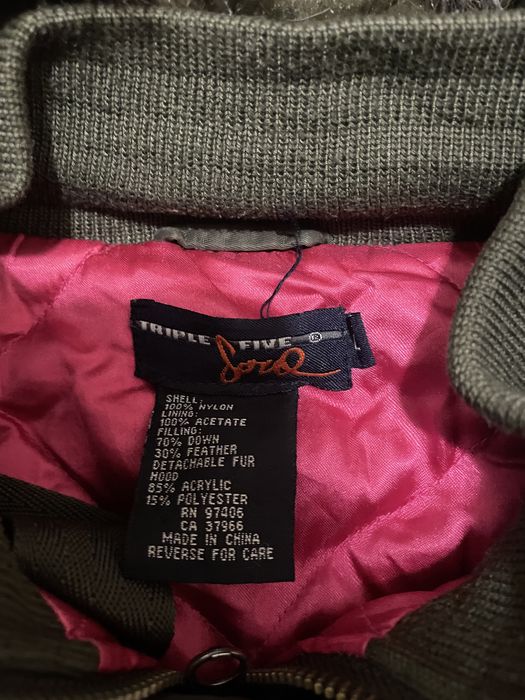 TRIPLE FIVE ®
Soul
L
SHELL:
100% NYLON
LINING:
100% ACETATE
FILLING:
70% DOWN
30% FEATHER
DETACHABLE FUR
HOOD
85% ACRYLIC
15% POLYESTER
RN 97406
CA 37966
MADE IN CHINA
REVERSE FOR CARE